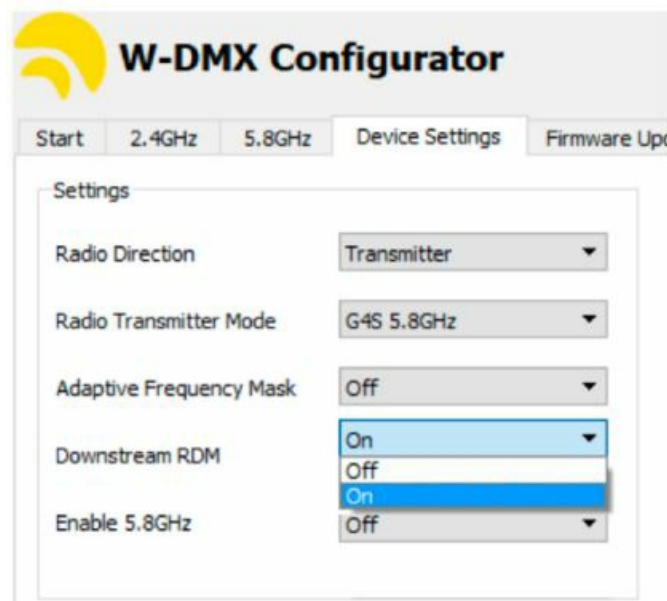 W-DMX Configurator
Start 2.4GHz 5.8GHz Device Settings Firmware
Settings
Radio Direction Transmitter
Radio Transmitter Mode G4S 5.8GHz
Adaptive Frequency Mask Off
Downstream RDM On
Off
On
Enable 5.8GHz Off